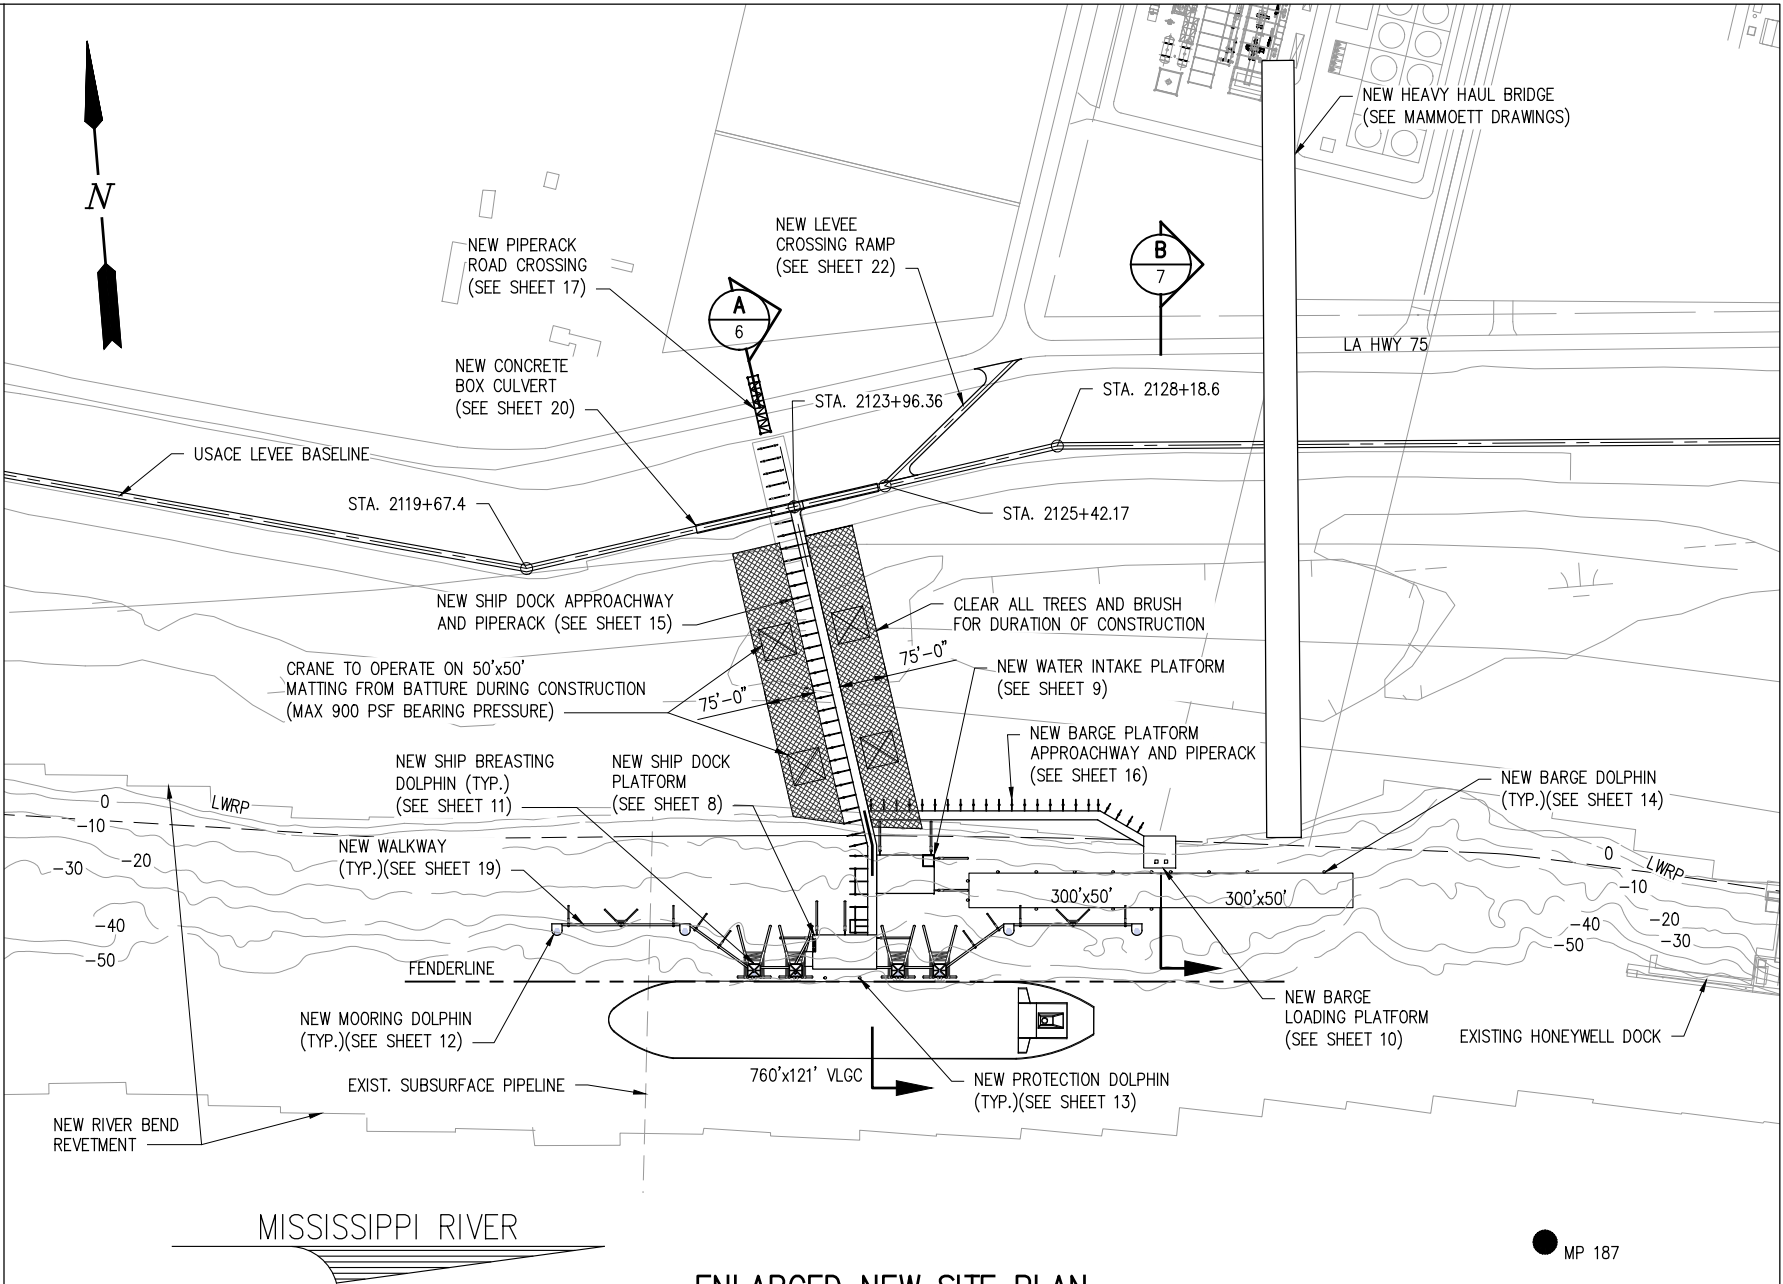 NEW HEAVY HAUL BRIDGE
(SEE MAMMOETT DRAWINGS)
N
NEW PIPERACK
ROAD CROSSING
(SEE SHEET 17)
NEW LEVEE
CROSSING RAMP
(SEE SHEET 22)
A
6
B
7
LA HWY 75
NEW CONCRETE
BOX CULVERT
(SEE SHEET 20)
STA. 2123+96.36
STA. 2128+18.6
USACE LEVEE BASELINE
STA. 2119+67.4
STA. 2125+42.17
NEW SHIP DOCK APPROACHWAY
AND PIPERACK (SEE SHEET 15)
CLEAR ALL TREES AND BRUSH
FOR DURATION OF CONSTRUCTION
75'-0"
75'-0"
CRANE TO OPERATE ON 50'x50'
MATTING FROM BATTURE DURING CONSTRUCTION
(MAX 900 PSF BEARING PRESSURE)
NEW WATER INTAKE PLATFORM
(SEE SHEET 9)
NEW BARGE PLATFORM
APPROACHWAY AND PIPERACK
(SEE SHEET 16)
NEW SHIP BREASTING
DOLPHIN (TYP.)
(SEE SHEET 11)
NEW SHIP DOCK
PLATFORM
(SEE SHEET 8)
NEW BARGE DOLPHIN
(TYP.)(SEE SHEET 14)
0
LWRP
-10
-20
-30
-40
-50
NEW WALKWAY
(TYP.)(SEE SHEET 19)
300'x50'
300'x50'
0
LWRP
-10
-20
-40
-30
-50
FENDERLINE
NEW MOORING DOLPHIN
(TYP.)(SEE SHEET 12)
NEW BARGE
LOADING PLATFORM
(SEE SHEET 10)
EXISTING HONEYWELL DOCK
760'x121' VLGC
EXIST. SUBSURFACE PIPELINE
NEW PROTECTION DOLPHIN
(TYP.)(SEE SHEET 13)
NEW RIVER BEND
REVETMENT
MISSISSIPPI RIVER
MP 187
ENLARGED NEW SITE PLAN